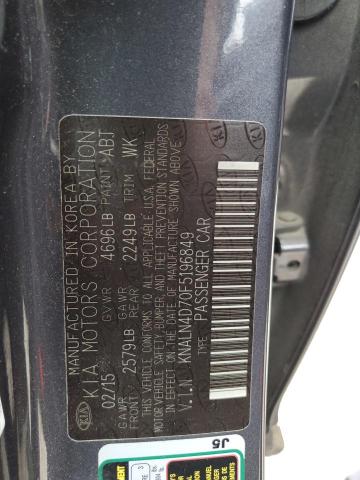 MANUFACTURED IN KOREA BY
KIA MOTORS CORPORATION
02/15 GVWR 4696LB PAINT ABT
GAWR FRONT 2579LB GAWR REAR 2249LB TRIM WK
THIS VEHICLE CONFORMS TO ALL APPLICABLE U.S.A. FEDERAL
MOTOR VEHICLE SAFETY, BUMPER AND THEFT PREVENTION STANDARDS
IN EFFECT ON THE DATE OF MANUFACTURE SHOWN ABOVE.
V.I.N: KNALN4D70F5196849
TYPE: PASSENGER CAR
KIA
KIA
J5